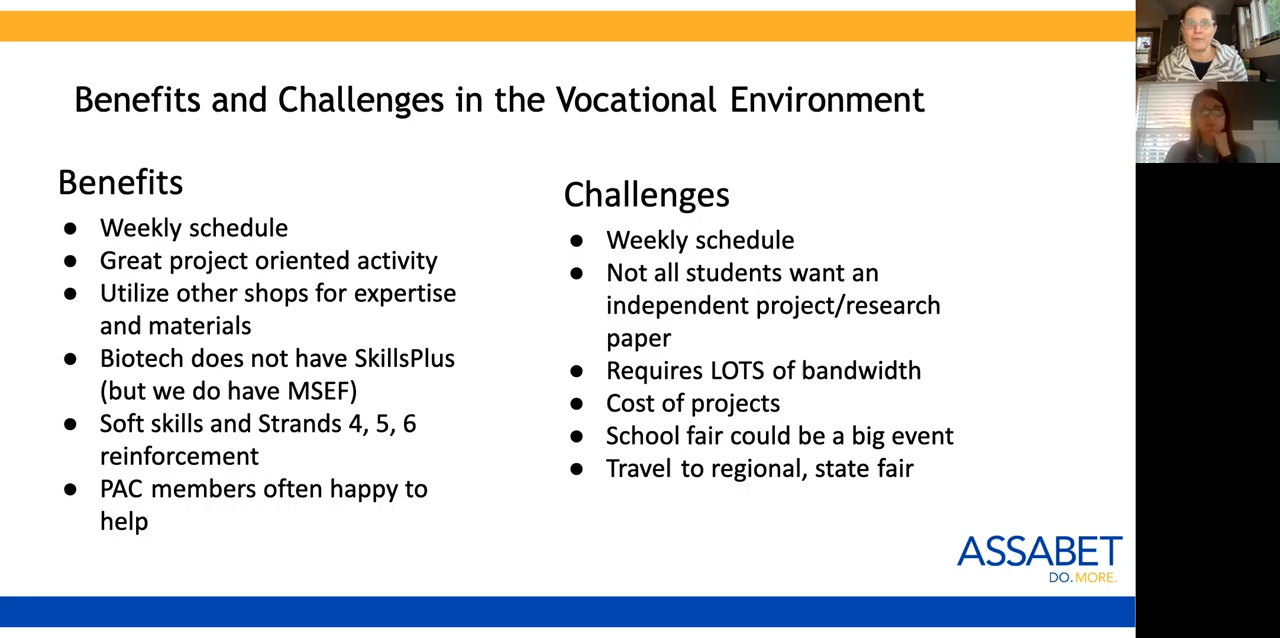 Benefits and Challenges in the Vocational Environment
Benefits
● Weekly schedule
● Great project oriented activity
● Utilize other shops for expertise
and materials
● Biotech does not have SkillsPlus
(but we do have MSEF)
● Soft skills and Strands 4, 5, 6
reinforcement
● PAC members often happy to
help
Challenges
● Weekly schedule
● Not all students want an
independent project/research
paper
● Requires LOTS of bandwidth
● Cost of projects
● School fair could be a big event
● Travel to regional, state fair
ASSABET
DO.MORE.